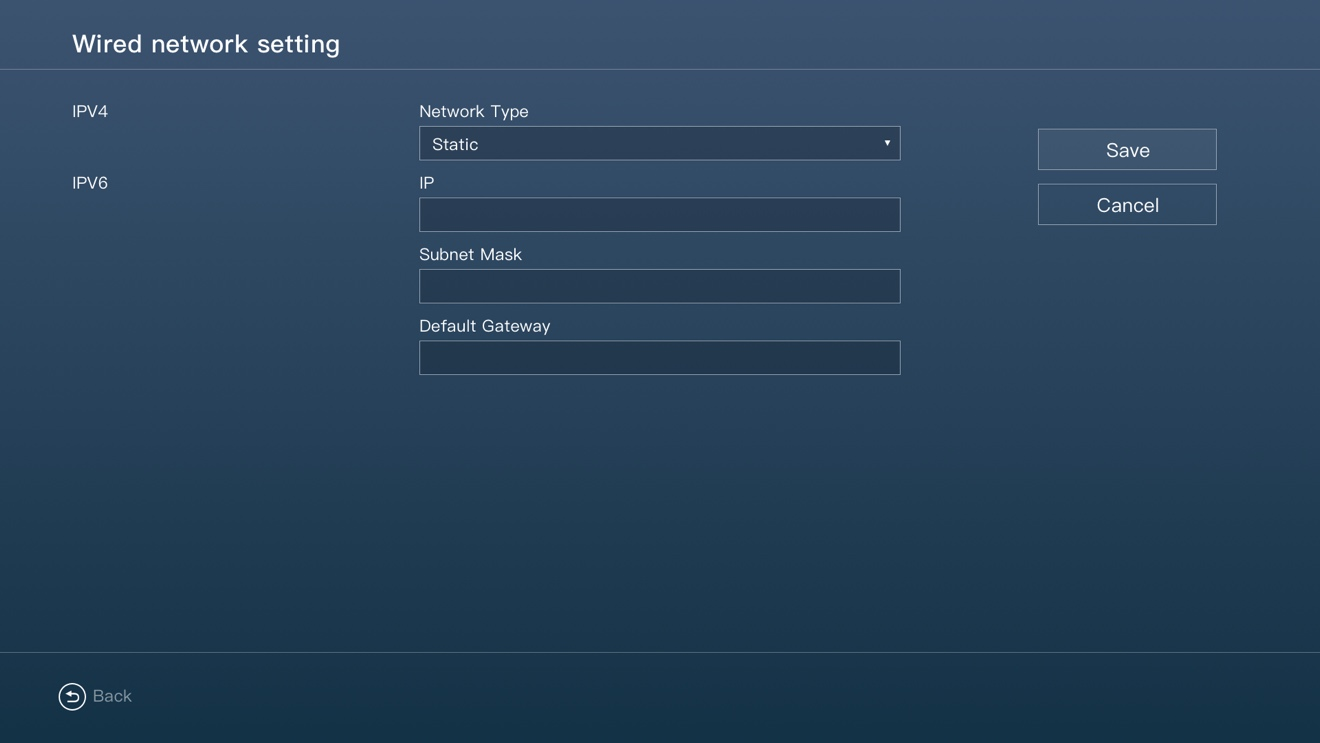 Wired network setting
IPV4
IPV6
Network Type
Static
IP
Subnet Mask
Default Gateway
Save
Cancel
Back